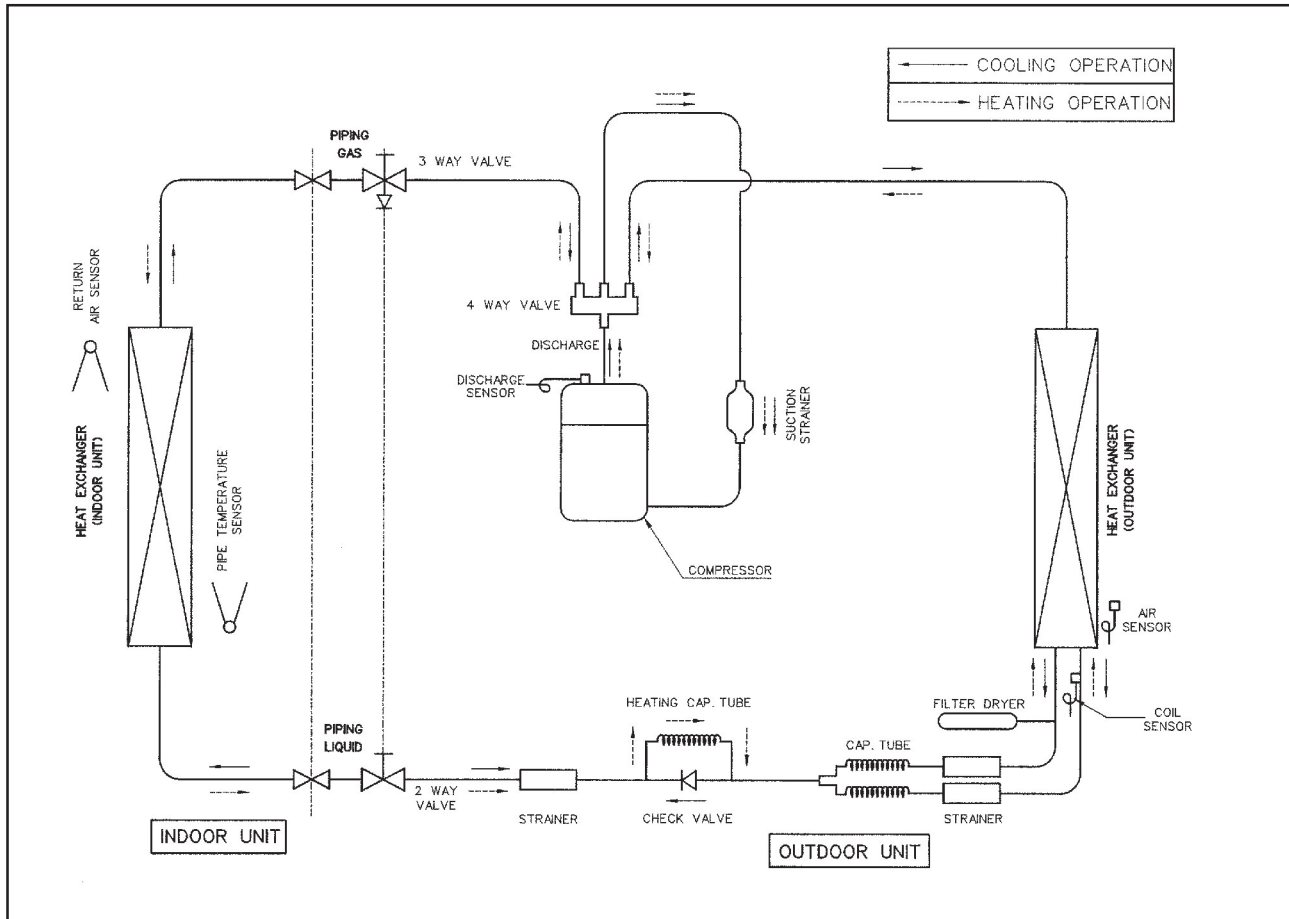 COOLING OPERATION
HEATING OPERATION
PIPING
GAS
3 WAY VALVE
RETURN
AIR SENSOR
4 WAY VALVE
DISCHARGE
DISCHARGE
SENSOR
SUCTION
STRAINER
HEAT EXCHANGER
(INDOOR UNIT)
PIPE TEMPERATURE
SENSOR
HEAT EXCHANGER
(OUTDOOR UNIT)
COMPRESSOR
AIR
SENSOR
HEATING CAP. TUBE
FILTER DRYER
COIL
SENSOR
PIPING
LIQUID
CAP. TUBE
2 WAY
VALVE
STRAINER
CHECK VALVE
STRAINER
INDOOR UNIT
OUTDOOR UNIT